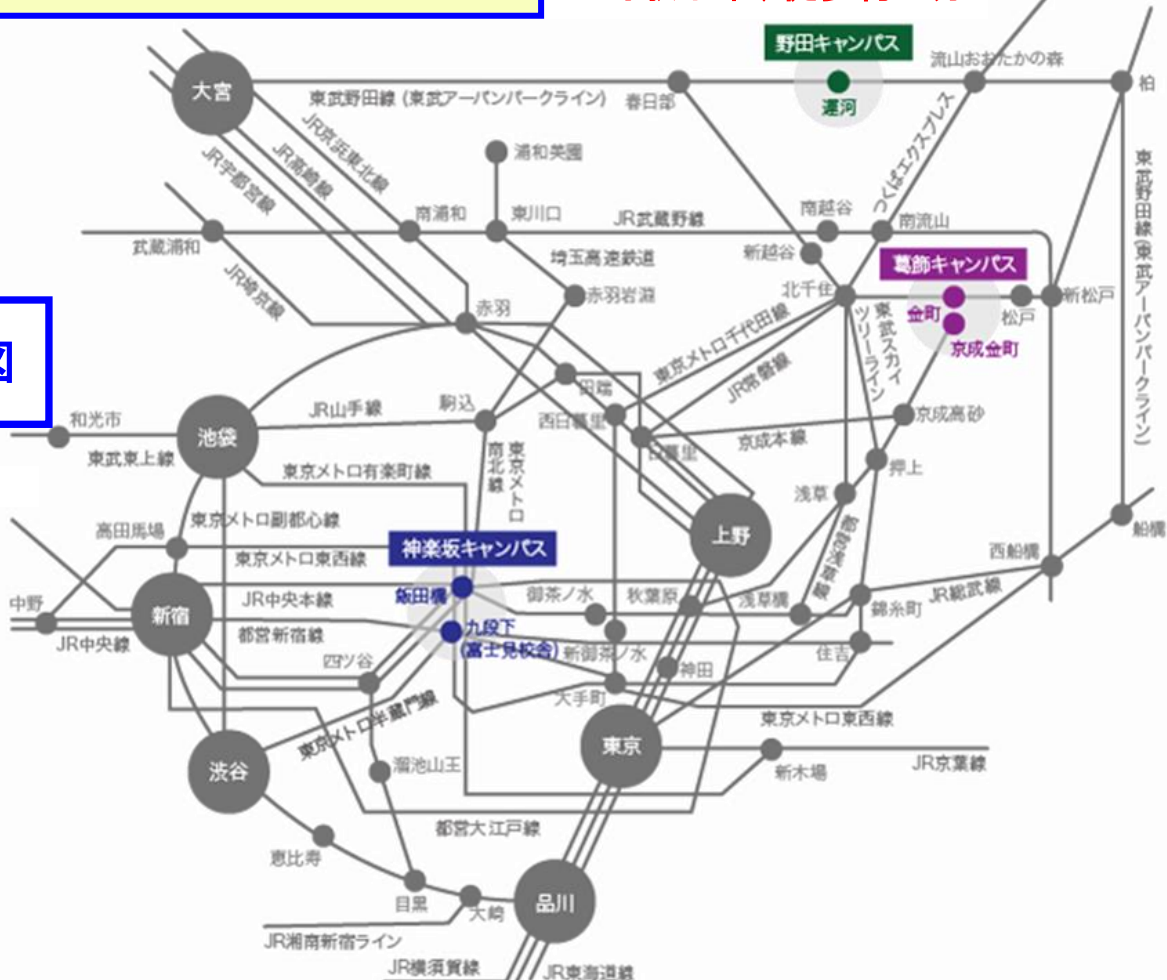 野田キャンパス
流山おおたかの森
大宮
東武野田線（東武アーバンパークライン）
春日部
運河
柏
JR京浜東北線
JR高崎線
JR宇都宮線
浦和美園
つくばエクスプレス
東武野田線（東武アーバンパークライン）
南浦和
東川口
JR武蔵野線
南越谷
南流山
武蔵浦和
新越谷
埼玉高速鉄道
葛飾キャンパス
JR埼京線
赤羽岩淵
北千住
金町
松戸
新松戸
赤羽
東武スカイ
ツリーライン
京成金町
東京メトロ千代田線
図
田端
JR常磐線
和光市
池袋
JR山手線
駒込
西日暮里
京成高砂
東武東上線
日暮里
京成本線
東京メトロ
南北線
東京メトロ有楽町線
押上
浅草
高田馬場
東京メトロ副都心線
上野
船橋
神楽坂キャンパス
東京メトロ東西線
都営浅草線
西船橋
中野
新宿
JR中央本線
飯田橋
御茶ノ水
秋葉原
浅草橋
錦糸町
JR総武線
JR中央線
都営新宿線
九段下
(富士見校舎)
新御茶ノ水
住吉
四ツ谷
神田
大手町
東京メトロ半蔵門線
東京メトロ東西線
渋谷
溜池山王
東京
新木場
JR京葉線
都営大江戸線
恵比寿
目黒
大崎
品川
JR湘南新宿ライン
JR横須賀線
JR東海道線